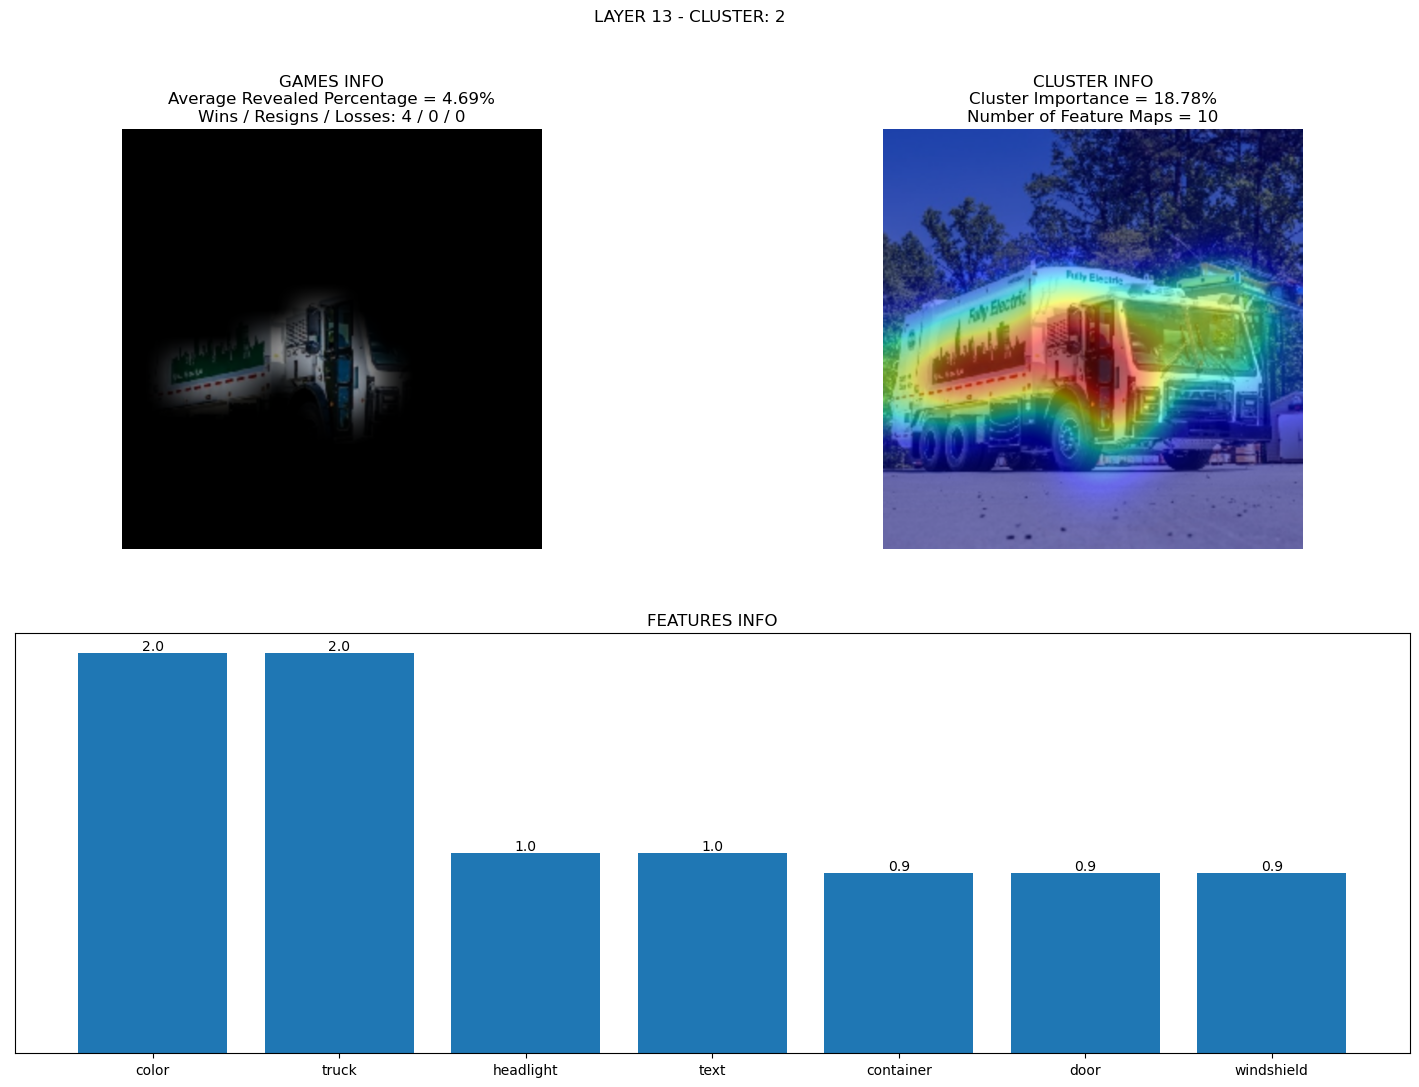 LAYER 13 - CLUSTER: 2
GAMES INFO
Average Revealed Percentage = 4.69%
Wins / Resigns / Losses: 4 / 0 / 0
CLUSTER INFO
Cluster Importance = 18.78%
Number of Feature Maps = 10
Fully Electric
Fully Electric
FEATURES INFO
2.0
2.0
1.0
1.0
0.9
0.9
0.9
color
truck
headlight
text
container
door
windshield